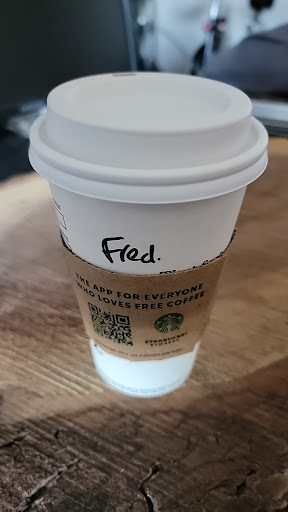 Fred.
THE APP FOR EVERYONE
WHO LOVES FREE COFFEE
STARBUCKS